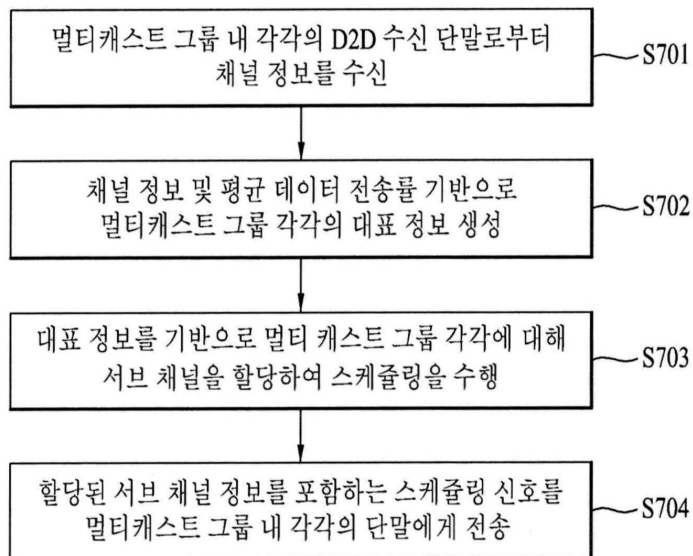 멀티캐스트 그룹 내 각각의 D2D 수신 단말로부터
채널 정보를 수신
S701
채널 정보 및 평균 데이터 전송률 기반으로
멀티캐스트 그룹 각각의 대표 정보 생성
S702
대표 정보를 기반으로 멀티 캐스트 그룹 각각에 대해
서브 채널을 할당하여 스케쥴링을 수행
S703
할당된 서브 채널 정보를 포함하는 스케쥴링 신호를
멀티캐스트 그룹 내 각각의 단말에게 전송
S704